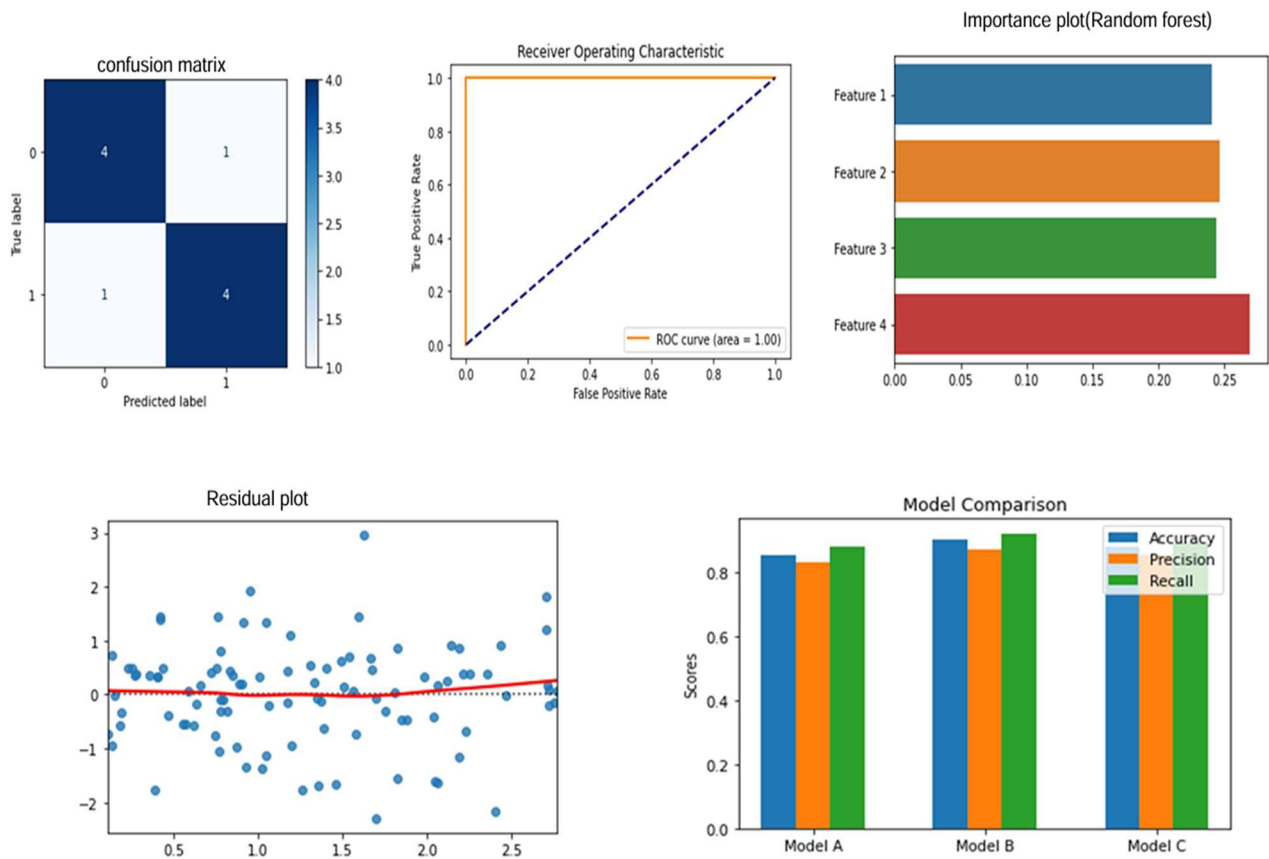 Importance plot(Random forest)
confusion matrix
4
1
1
4
0
1
True label
0
1
Predicted label
4.0
3.5
3.0
2.5
2.0
1.5
1.0
Receiver Operating Characteristic
1.0
0.8
0.6
0.4
0.2
0.0
True Positive Rate
ROC curve (area = 1.00)
0.0 0.2 0.4 0.6 0.8 1.0
False Positive Rate
Feature 1
Feature 2
Feature 3
Feature 4
0.00 0.05 0.10 0.15 0.20 0.25
Residual plot
3
2
1
0
−1
−2
0.5 1.0 1.5 2.0 2.5
Model Comparison
Accuracy
Precision
Recall
0.8
0.6
0.4
0.2
0.0
Scores
Model A Model B Model C